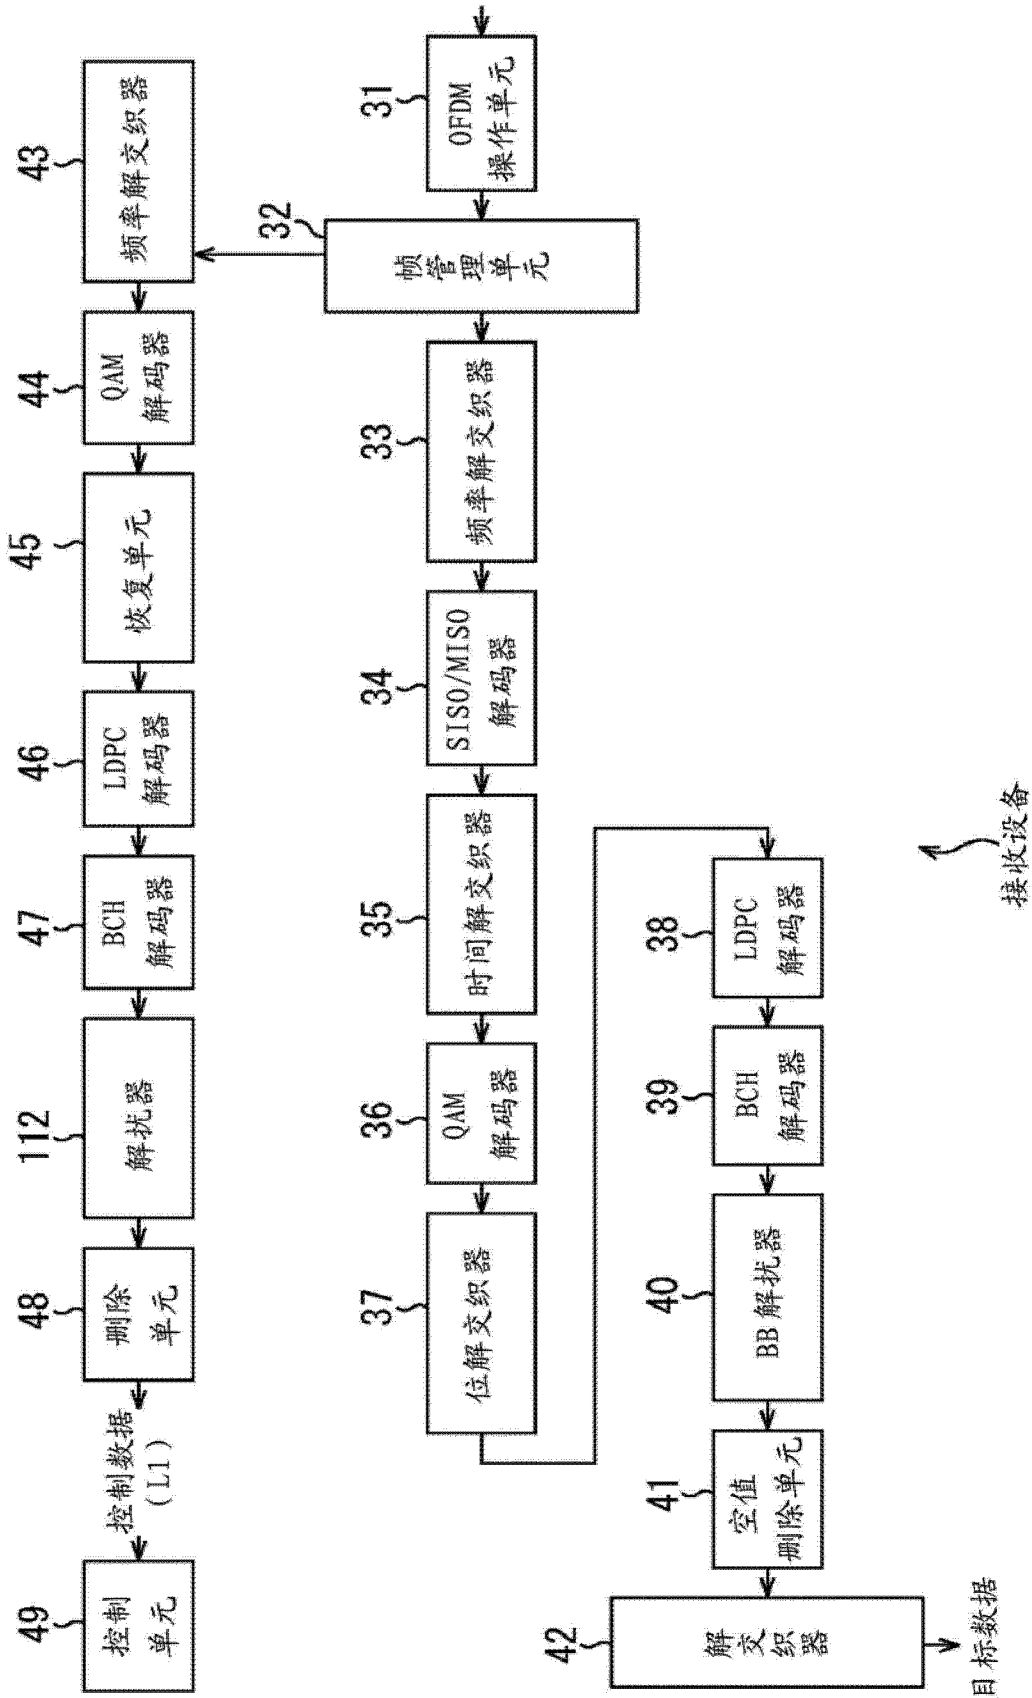 31
OFDM
操作单元
32
帧管理单元
33
频率解交织器
34
SISO/MISO
解码器
35
时间解交织器
36
QAM
解码器
37
位解交织器
38
LDPC
解码器
39
BCH
解码器
40
BB解扰器
41
空值
删除单元
42
解交织器
目标数据
43
频率解交织器
44
QAM
解码器
45
恢复单元
46
LDPC
解码器
47
BCH
解码器
112
解扰器
48
删除
单元
控制数据
(L1)
49
控制
单元
接收设备